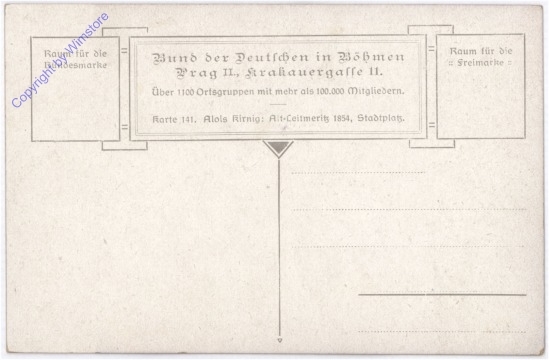 Raum für die
Bundesmarke
Bund der Deutschen in Böhmen
Prag II., Krakauergasse 11.
Über 1100 Ortsgruppen mit mehr als 100.000 Mitgliedern.
Karte 141. Alois Kirnig: Alt-Leitmeritz 1854, Stadtplatz.
Raum für die
:: Freimarke ::
Copyright by Winstore